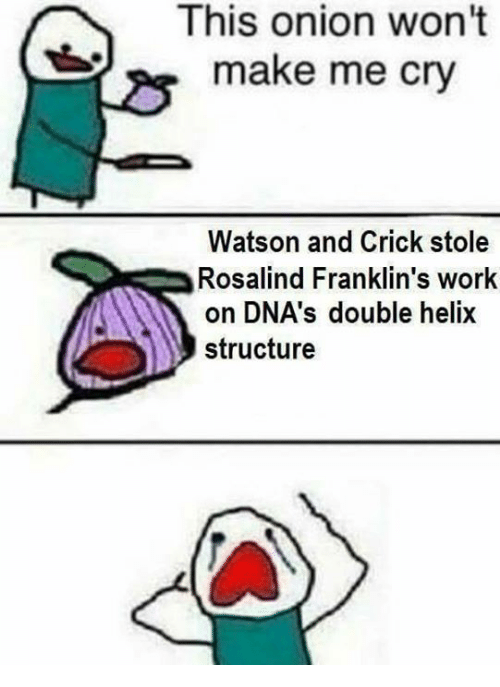 This onion won't
make me cry
Watson and Crick stole
Rosalind Franklin's work
on DNA's double helix
structure